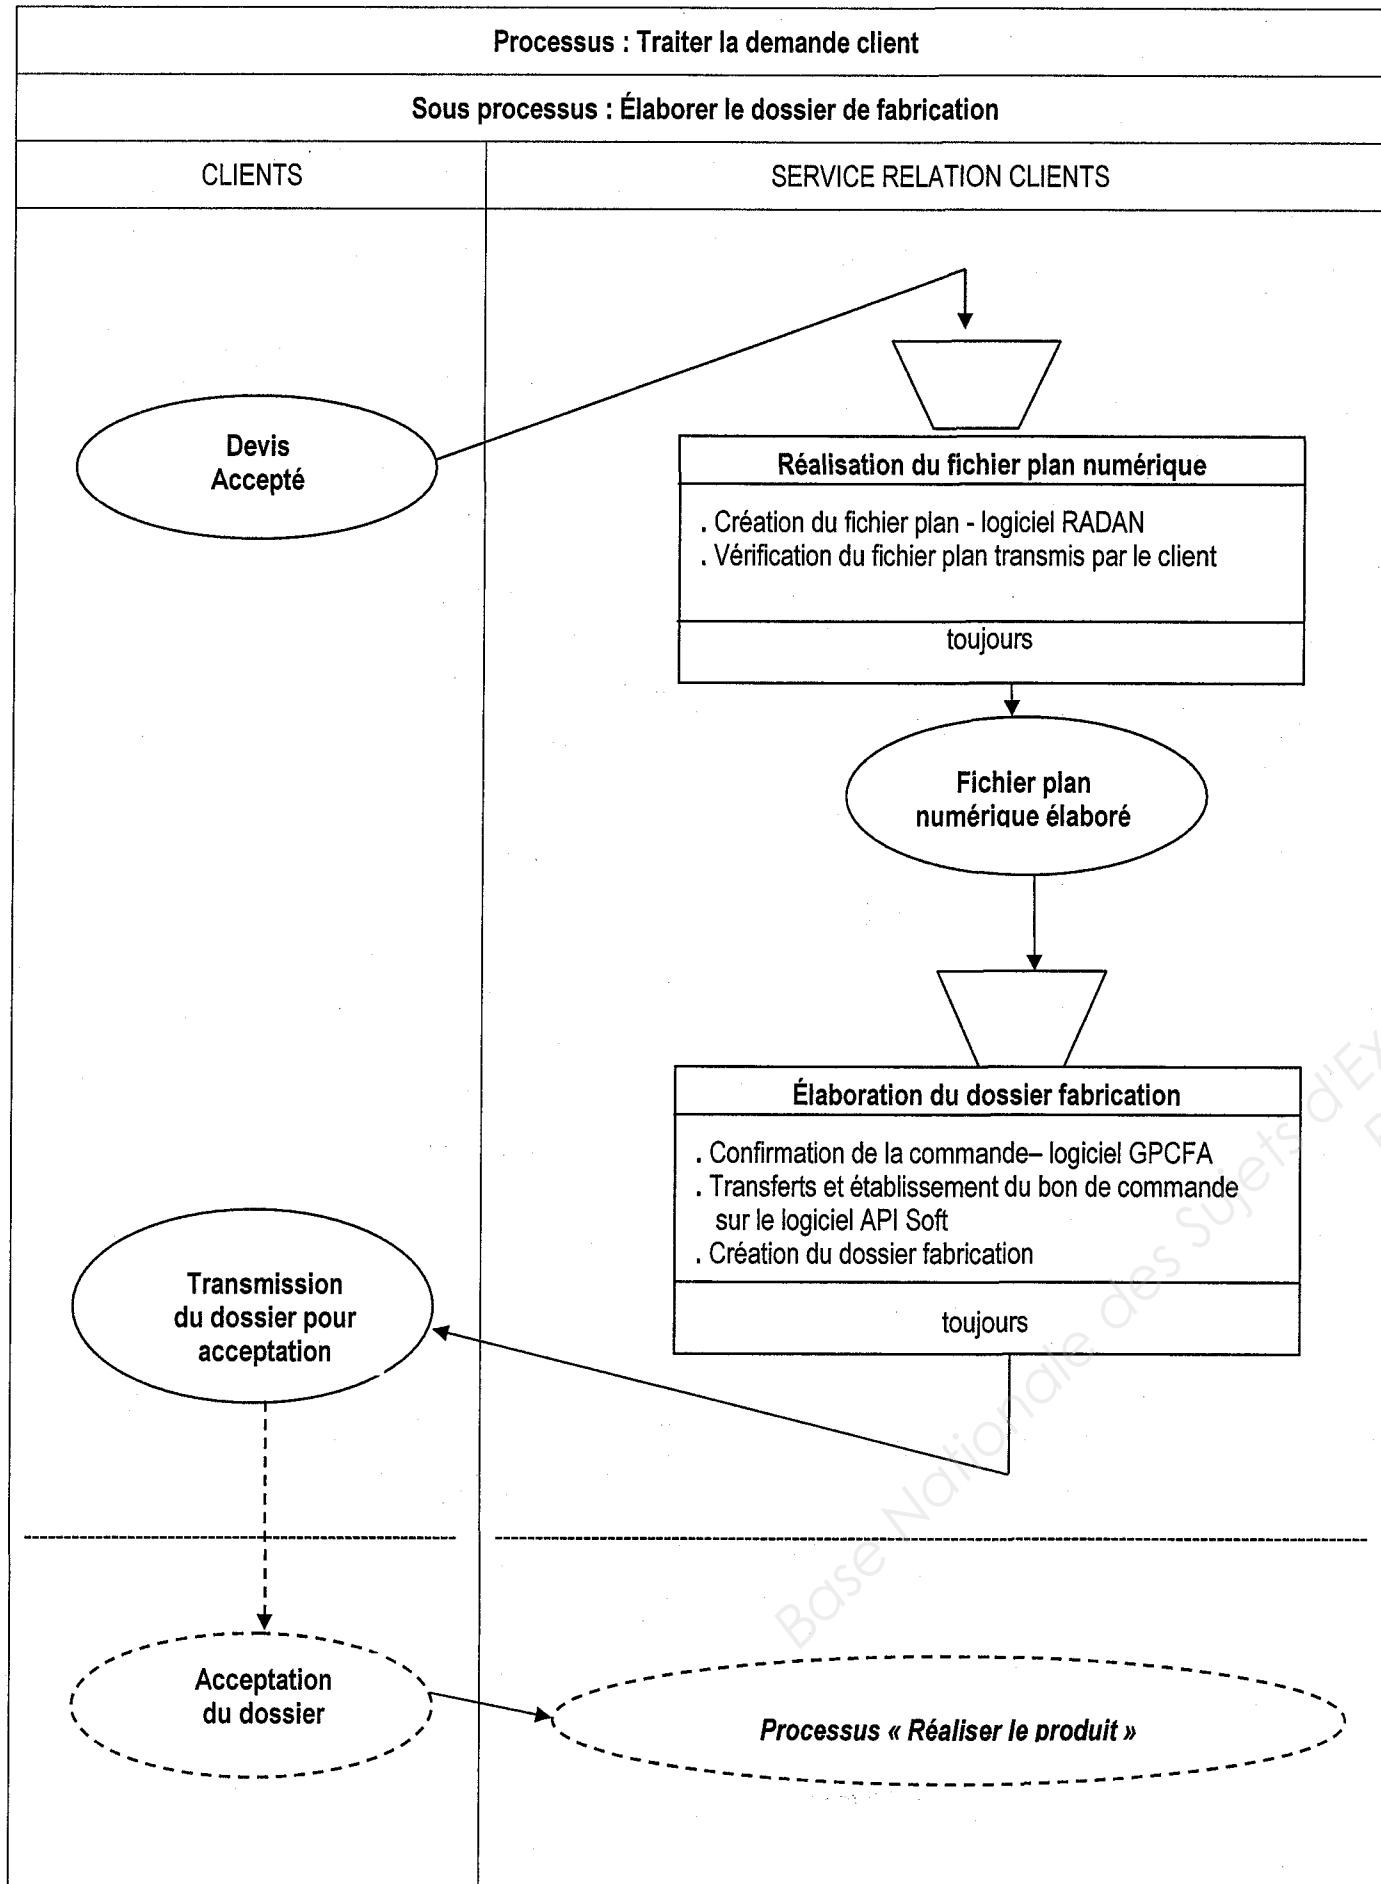 Processus : Traiter la demande client
Sous processus : Élaborer le dossier de fabrication
CLIENTS
SERVICE RELATION CLIENTS
Devis
Accepté
Réalisation du fichier plan numérique
. Création du fichier plan - logiciel RADAN
. Vérification du fichier plan transmis par le client
toujours
Fichier plan
numérique élaboré
Élaboration du dossier fabrication
. Confirmation de la commande– logiciel GPCFA
. Transferts et établissement du bon de commande
sur le logiciel API Soft
. Création du dossier fabrication
toujours
Transmission
du dossier pour
acceptation
Acceptation
du dossier
Processus « Réaliser le produit »
Base Nationale des Sujets d'Ex